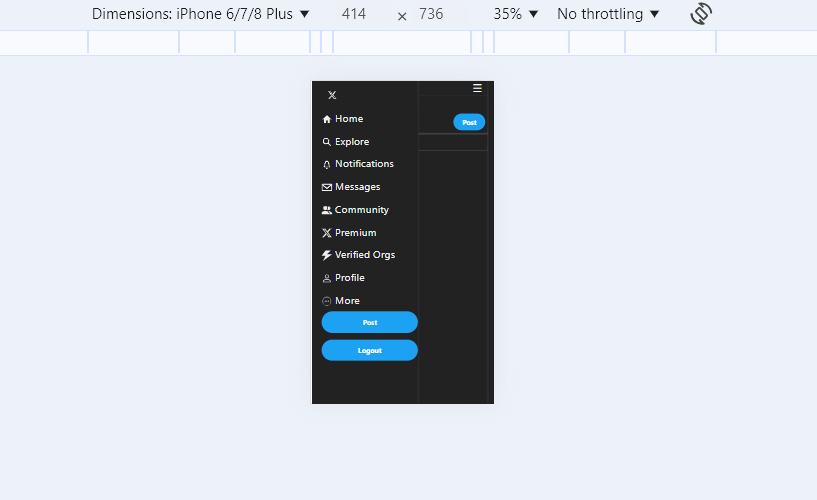 Dimensions: iPhone 6/7/8 Plus ▼ 414 × 736 35% ▼ No throttling ▼
Home
Post
Explore
Notifications
Messages
Community
Premium
Verified Orgs
Profile
More
Post
Logout